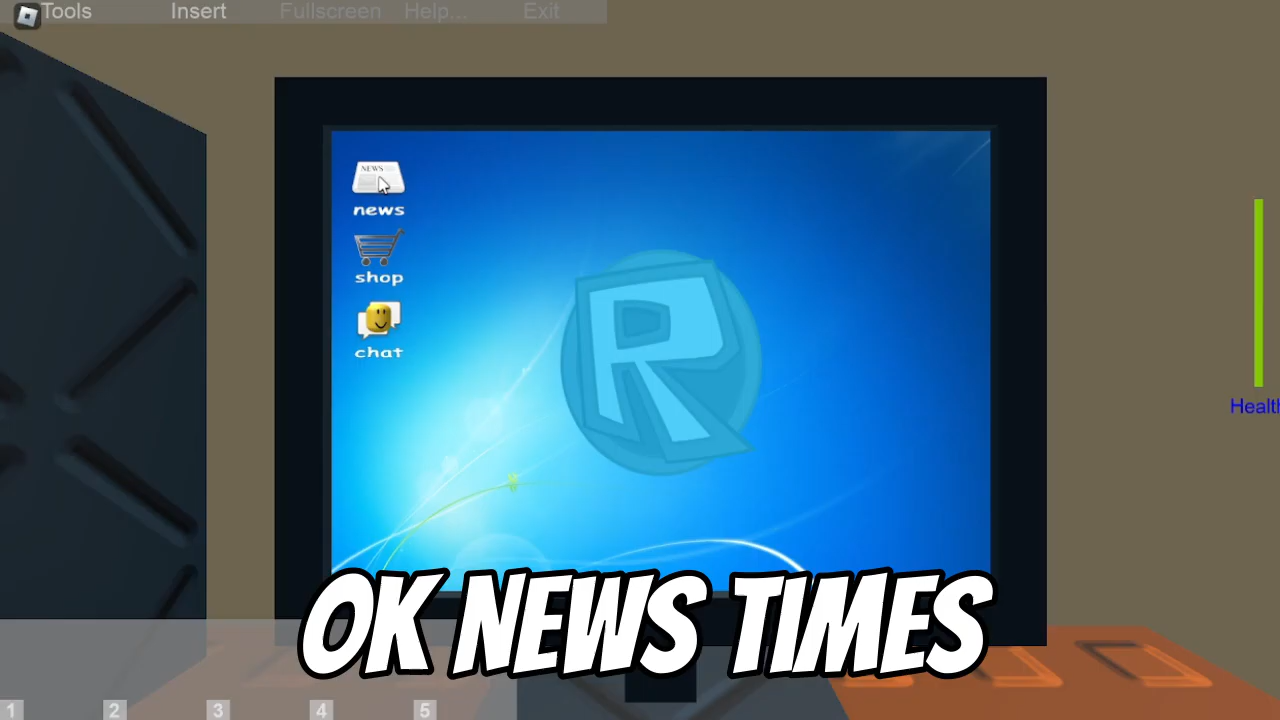 Tools Insert Fullscreen Help... Exit
NEWS
news
shop
chat
R
Health
OK NEWS TIMES
1 2 3 4 5